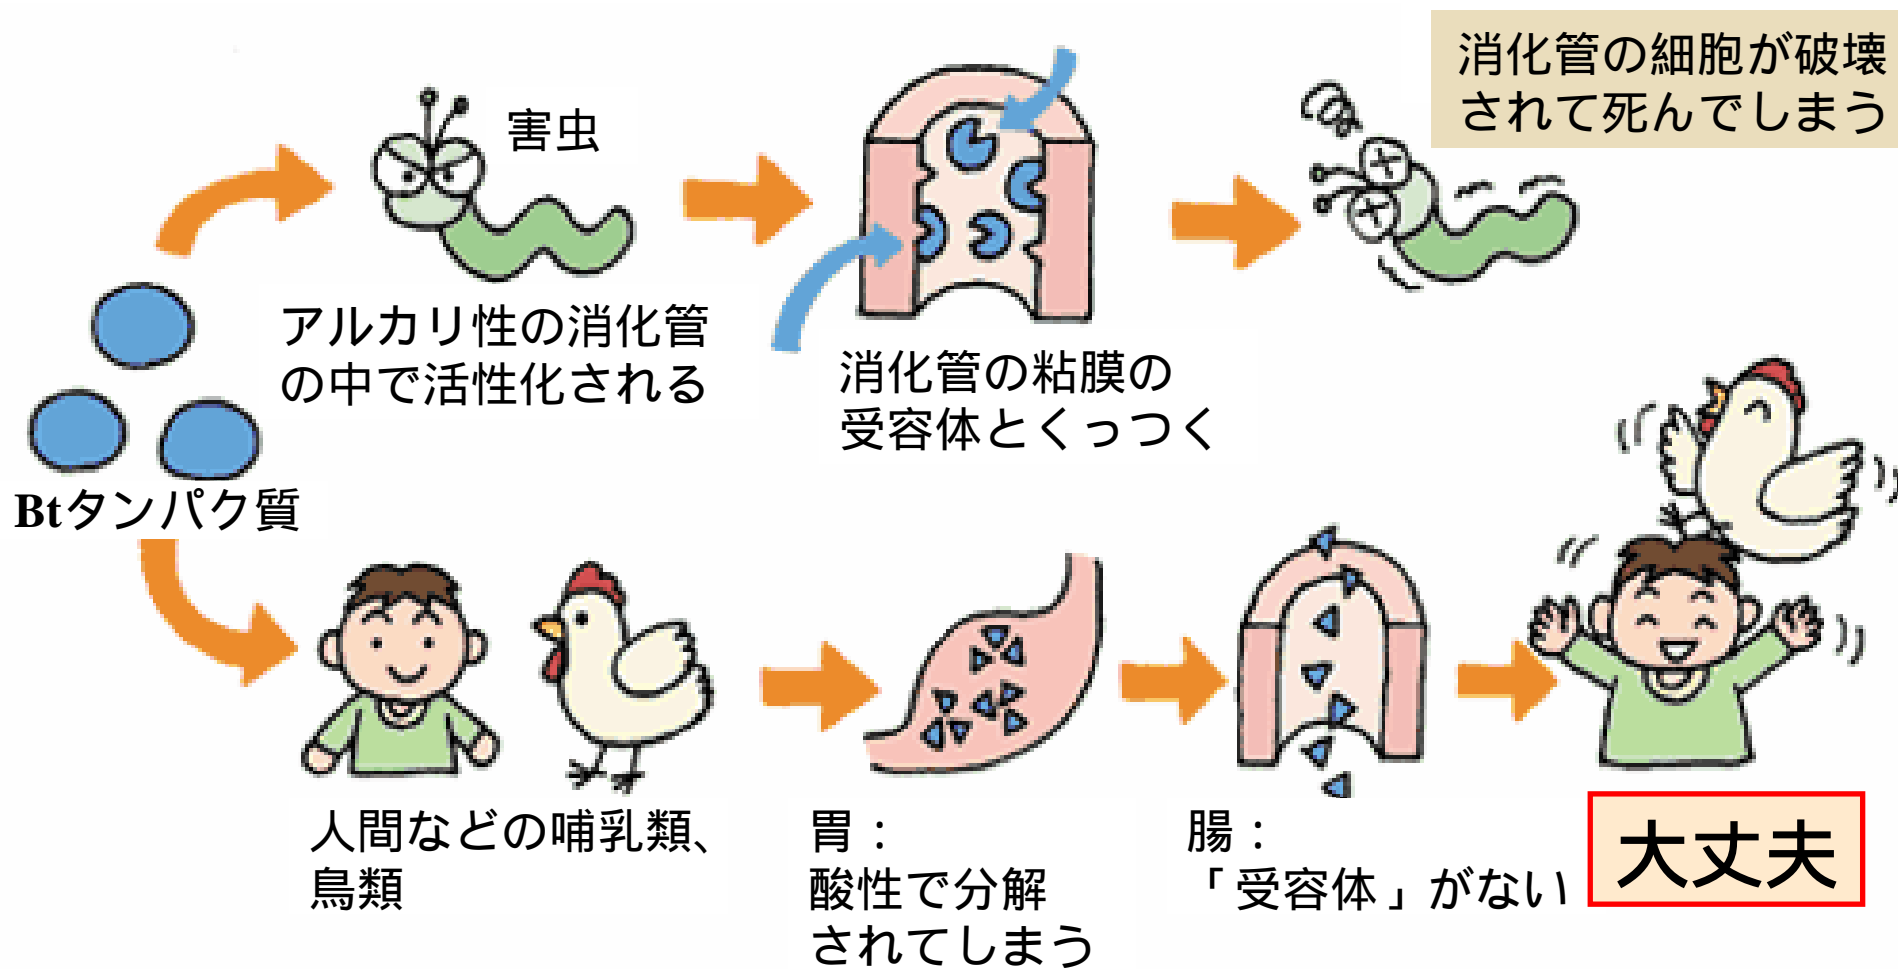 消化管の細胞が破壊
されて死んでしまう
害虫
アルカリ性の消化管
の中で活性化される
消化管の粘膜の
受容体とくっつく
Btタンパク質
人間などの哺乳類、
鳥類
胃：
酸性で分解
されてしまう
腸：
「受容体」がない
大丈夫